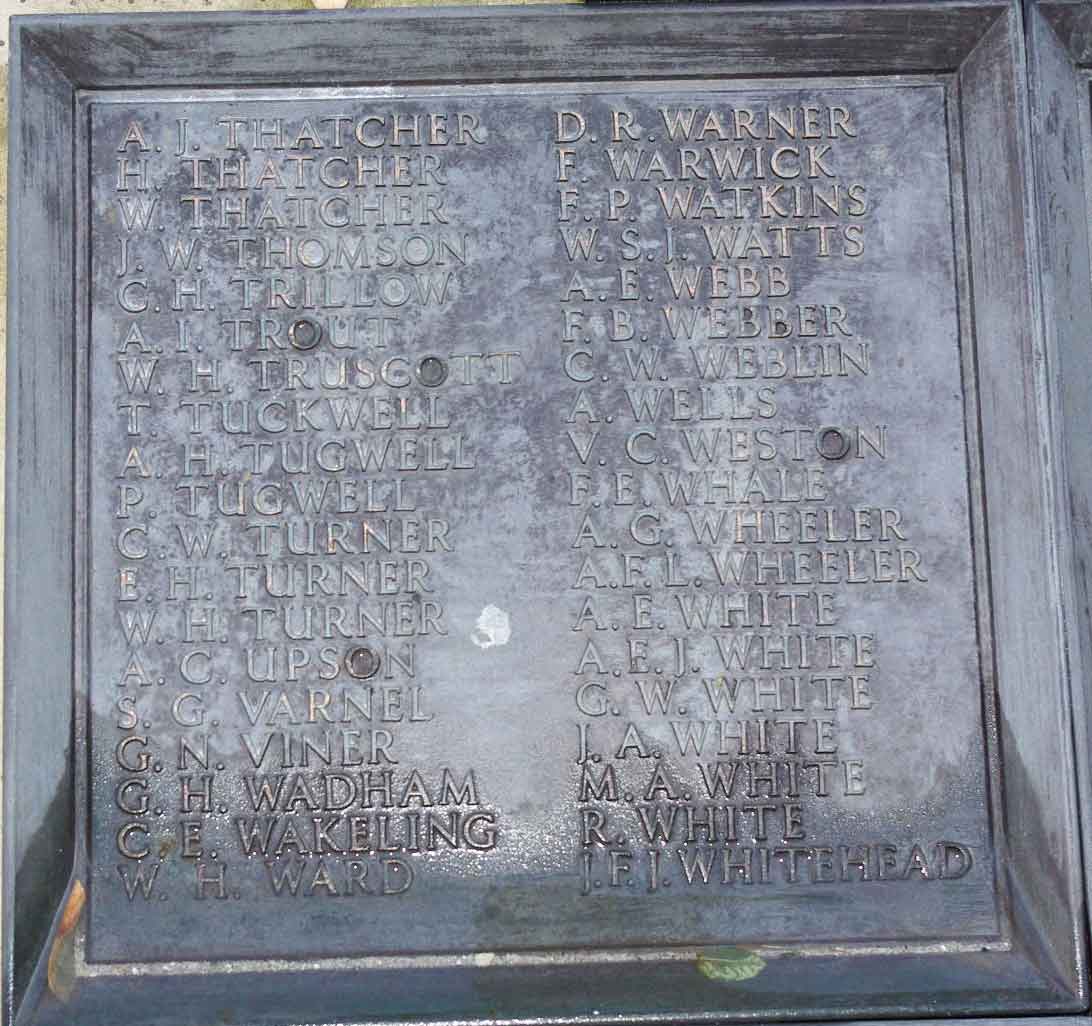 A. J. THATCHER
H. THATCHER
W. THATCHER
J. W. THOMSON
C. H. TRILLOW
A. I. TROUT
W. H. TRUSCOTT
T. TUCKWELL
A. H. TUGWELL
P. TUGWELL
C. W. TURNER
E. H. TURNER
W. H. TURNER
A. C. UPSON
S. G. VARNEL
G. N. VINER
G. H. WADHAM
C. E. WAKELING
W. H. WARD
D. R. WARNER
F. WARWICK
F. P. WATKINS
W. S. J. WATTS
A. E. WEBB
F. B. WEBBER
C. W. WEBLIN
A. WELLS
V. C. WESTON
F. E. WHALE
A. G. WHEELER
A. F. L. WHEELER
A. E. WHITE
A. E. J. WHITE
G. W. WHITE
J. A. WHITE
M. A. WHITE
R. WHITE
J. F. J. WHITEHEAD